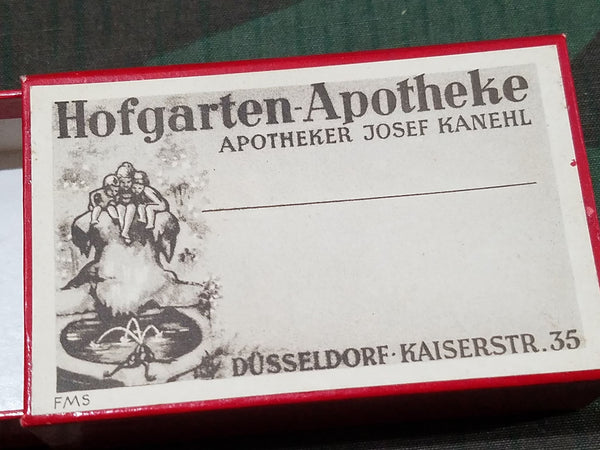 Hofgarten-Apotheke
APOTHEKER JOSEF KANEHL
DÜSSELDORF·KAISERSTR. 35
FMS